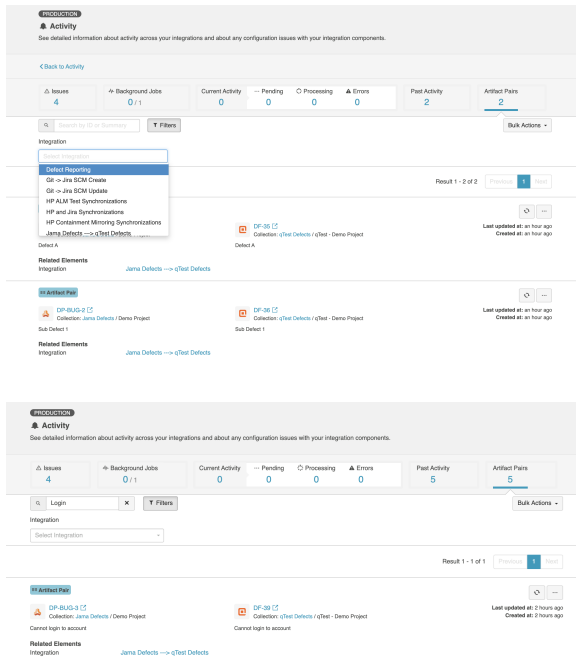 PRODUCTION
Activity
See detailed information about activity across your integrations and about any configuration issues with your integration components.
Back to Activity
Issues
4
Background Jobs
0 / 1
Current Activity
0
Pending
0
Processing
0
Errors
0
Past Activity
2
Artifact Pairs
2
Search by ID or Summary
Filters
Bulk Actions
Integration
Select Integration
Defect Reporting
Git -> Jira SCM Create
Git -> Jira SCM Update
HP ALM Test Synchronizations
HP and Jira Synchronizations
HP Containment Mirroring Synchronizations
Jama Defects ---> qTest Defects
Result 1 - 2 of 2
Previous 1 Next
DF-35
Collection: qTest Defects / qTest - Demo Project
Last updated at: an hour ago
Created at: an hour ago
Defect A
Defect A
Related Elements
Integration Jama Defects ---> qTest Defects
Artifact Pair
DP-BUG-2
Collection: Jama Defects / Demo Project
DF-36
Collection: qTest Defects / qTest - Demo Project
Last updated at: an hour ago
Created at: an hour ago
Sub Defect 1
Sub Defect 1
Related Elements
Integration Jama Defects ---> qTest Defects
PRODUCTION
Activity
See detailed information about activity across your integrations and about any configuration issues with your integration components.
Issues
4
Background Jobs
0 / 1
Current Activity
0
Pending
0
Processing
0
Errors
0
Past Activity
5
Artifact Pairs
5
Login
Filters
Bulk Actions
Integration
Select Integration
Result 1 - 1 of 1
Previous 1 Next
Artifact Pair
DP-BUG-3
Collection: Jama Defects / Demo Project
DF-39
Collection: qTest Defects / qTest - Demo Project
Last updated at: 2 hours ago
Created at: 2 hours ago
Cannot login to account
Cannot login to account
Related Elements
Integration Jama Defects ---> qTest Defects